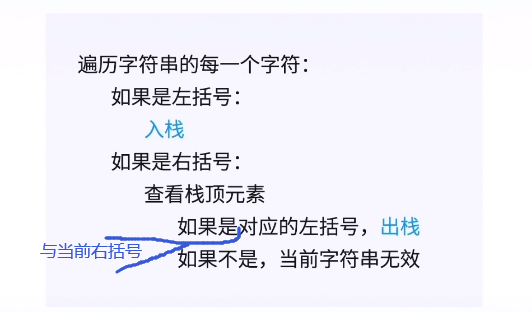 遍历字符串的每一个字符：
如果是左括号：
入栈
如果是右括号：
查看栈顶元素
如果是对应的左括号，出栈
与当前右括号
如果不是，当前字符串无效